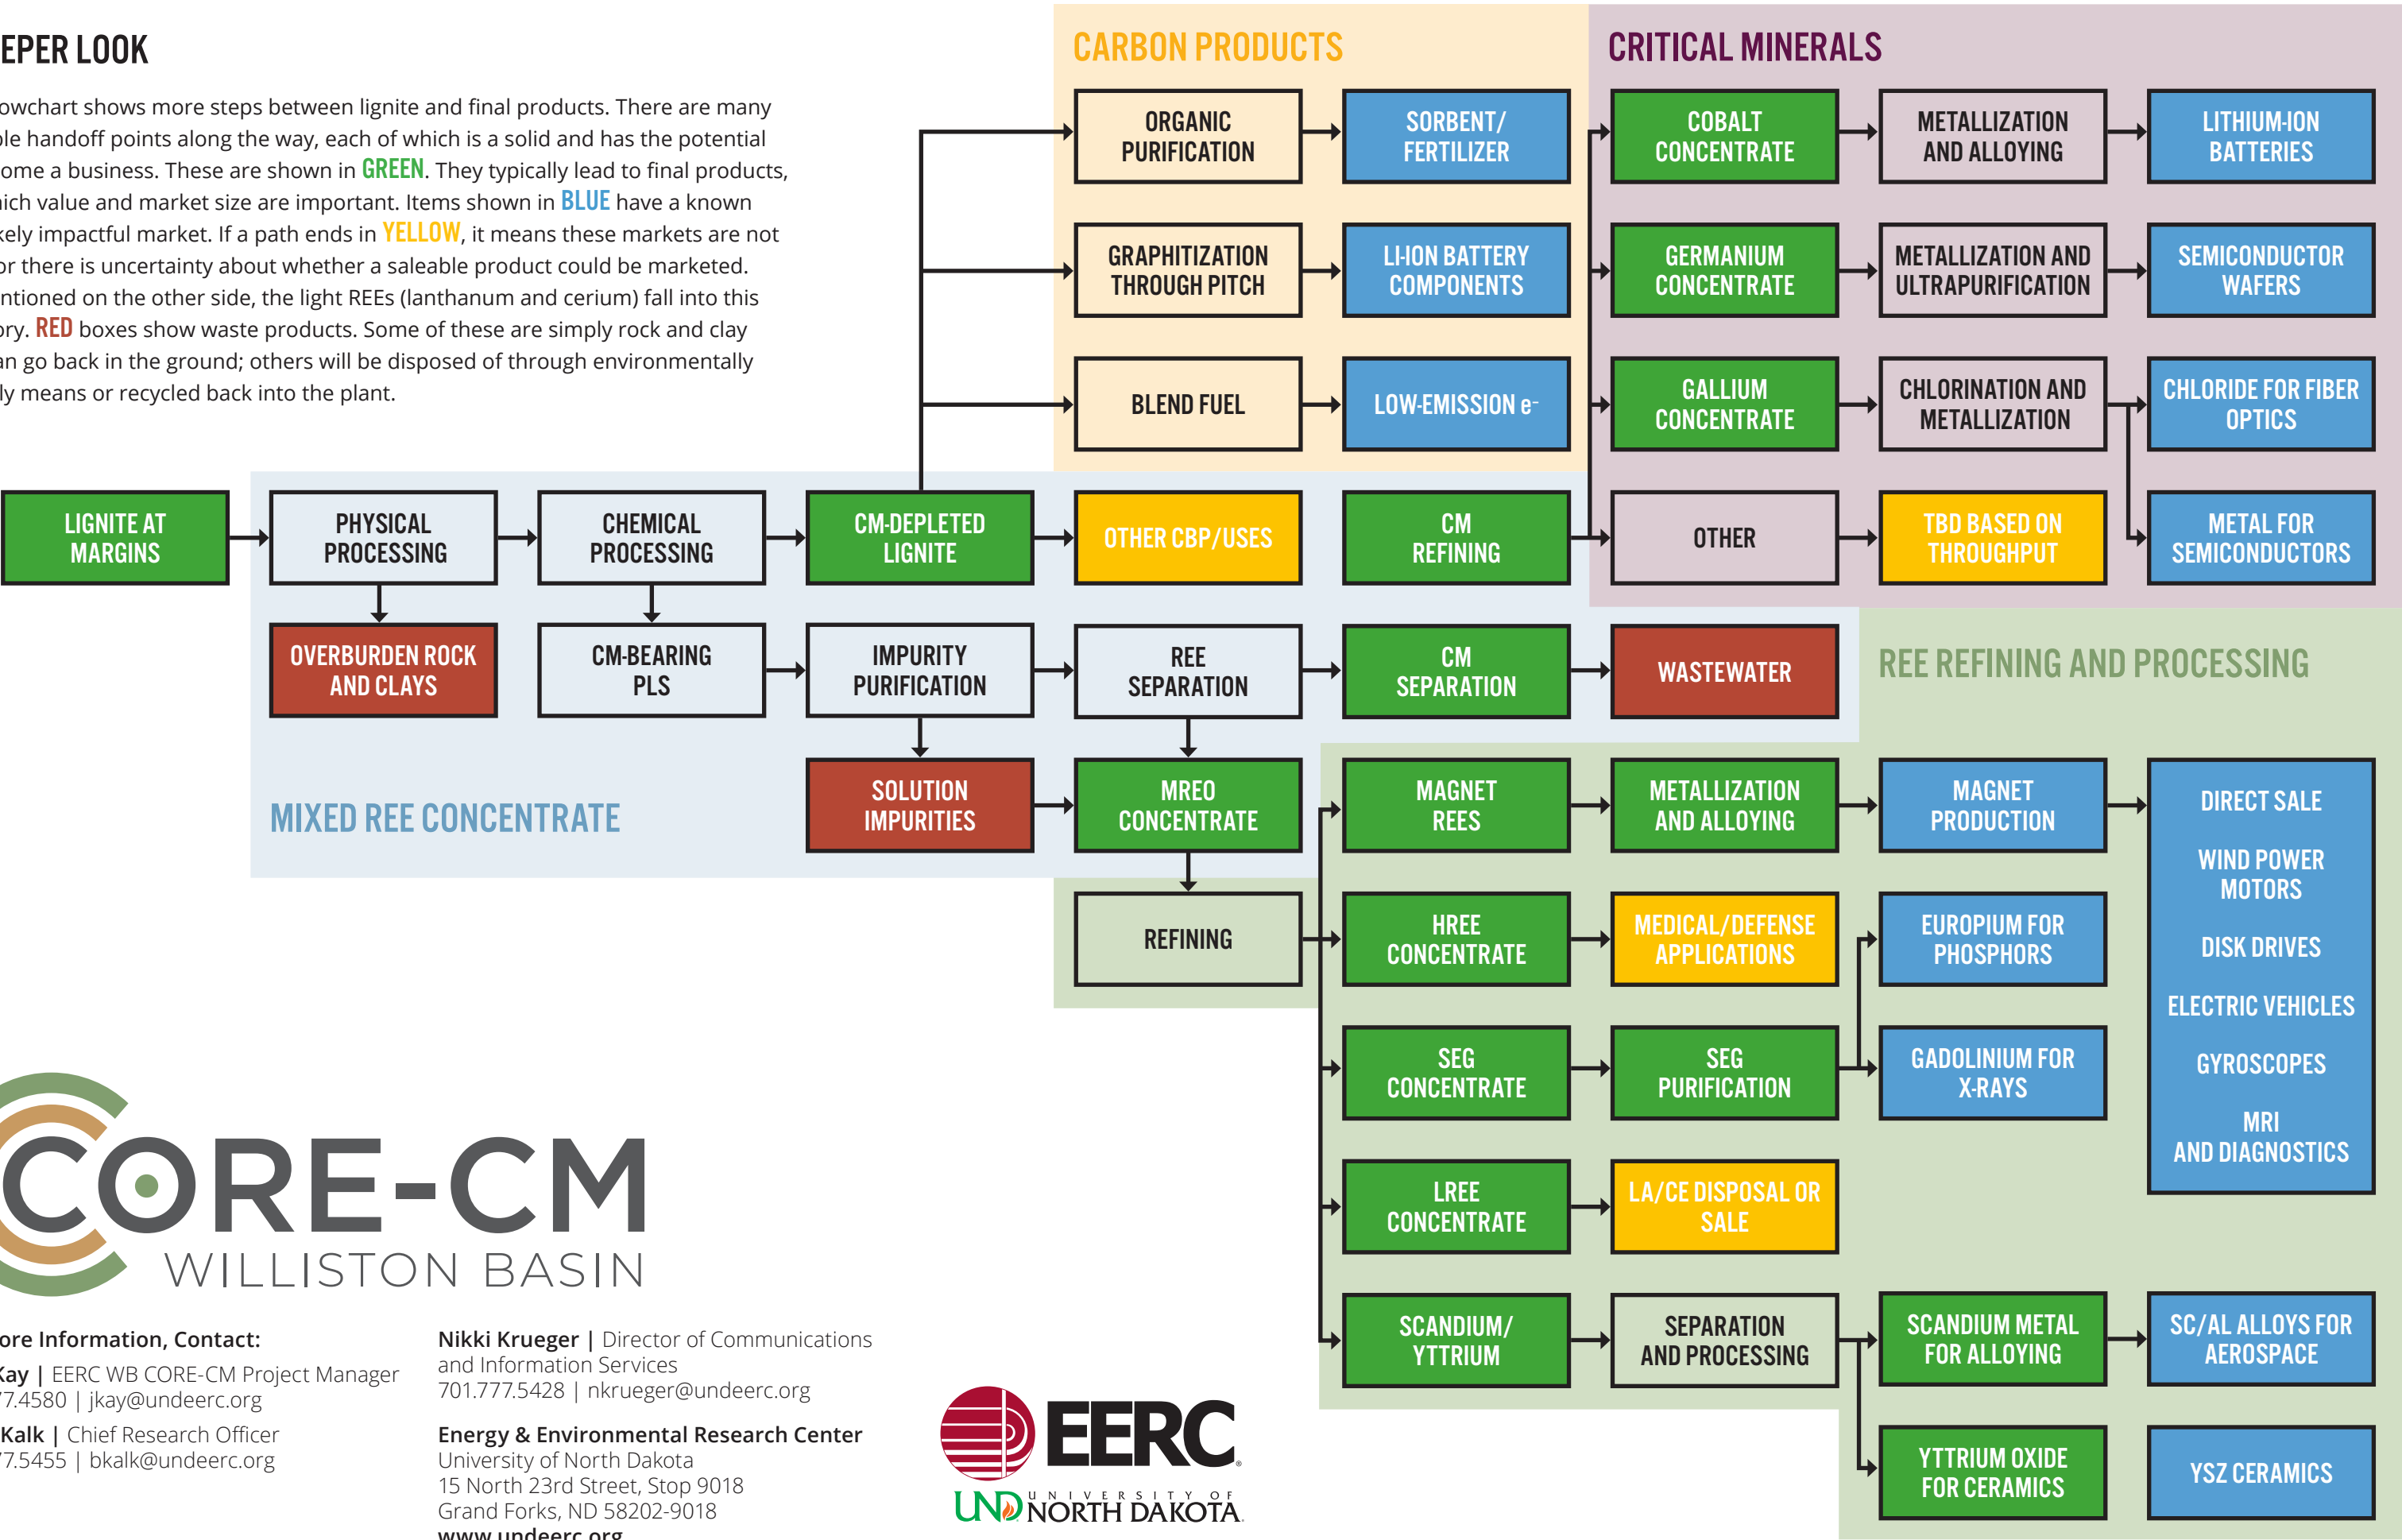 EPER LOOK
owchart shows more steps between lignite and final products. There are many
ble handoff points along the way, each of which is a solid and has the potential
ome a business. These are shown in GREEN. They typically lead to final products,
hich value and market size are important. Items shown in BLUE have a known
kely impactful market. If a path ends in YELLOW, it means these markets are not
or there is uncertainty about whether a saleable product could be marketed.
ntioned on the other side, the light REEs (lanthanum and cerium) fall into this
ory. RED boxes show waste products. Some of these are simply rock and clay
an go back in the ground; others will be disposed of through environmentally
ly means or recycled back into the plant.
CARBON PRODUCTS
ORGANIC
PURIFICATION
SORBENT/
FERTILIZER
GRAPHITIZATION
THROUGH PITCH
LI-ION BATTERY
COMPONENTS
BLEND FUEL
LOW-EMISSION e-
CRITICAL MINERALS
COBALT
CONCENTRATE
METALLIZATION
AND ALLOYING
LITHIUM-ION
BATTERIES
GERMANIUM
CONCENTRATE
METALLIZATION AND
ULTRAPURIFICATION
SEMICONDUCTOR
WAFERS
GALLIUM
CONCENTRATE
CHLORINATION AND
METALLIZATION
CHLORIDE FOR FIBER
OPTICS
OTHER
TBD BASED ON
THROUGHPUT
METAL FOR
SEMICONDUCTORS
LIGNITE AT
MARGINS
PHYSICAL
PROCESSING
CHEMICAL
PROCESSING
CM-DEPLETED
LIGNITE
OTHER CBP/USES
CM
REFINING
OVERBURDEN ROCK
AND CLAYS
CM-BEARING
PLS
IMPURITY
PURIFICATION
REE
SEPARATION
CM
SEPARATION
WASTEWATER
MIXED REE CONCENTRATE
SOLUTION
IMPURITIES
MREO
CONCENTRATE
REE REFINING AND PROCESSING
REFINING
MAGNET
REES
METALLIZATION
AND ALLOYING
MAGNET
PRODUCTION
DIRECT SALE
WIND POWER
MOTORS
DISK DRIVES
ELECTRIC VEHICLES
GYROSCOPES
MRI
AND DIAGNOSTICS
HREE
CONCENTRATE
MEDICAL/DEFENSE
APPLICATIONS
EUROPIUM FOR
PHOSPHORS
SEG
CONCENTRATE
SEG
PURIFICATION
GADOLINIUM FOR
X-RAYS
LREE
CONCENTRATE
LA/CE DISPOSAL OR
SALE
SCANDIUM/
YTTRIUM
SEPARATION
AND PROCESSING
SCANDIUM METAL
FOR ALLOYING
SC/AL ALLOYS FOR
AEROSPACE
YTTRIUM OXIDE
FOR CERAMICS
YSZ CERAMICS
CORE-CM
WILLISTON BASIN
ore Information, Contact:
Kay | EERC WB CORE-CM Project Manager
77.4580 | jkay@undeerc.org
Kalk | Chief Research Officer
77.5455 | bkalk@undeerc.org
Nikki Krueger | Director of Communications
and Information Services
701.777.5428 | nkrueger@undeerc.org
Energy & Environmental Research Center
University of North Dakota
15 North 23rd Street, Stop 9018
Grand Forks, ND 58202-9018
www.undeerc.org
EERC®
UND UNIVERSITY OF
NORTH DAKOTA